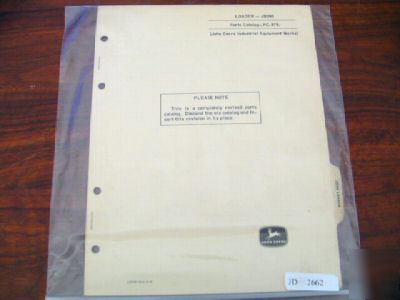 LOADER - JD300
Parts Catalog-PC-879.
(John Deere Industrial Equipment Works)
PLEASE NOTE
This is a completely revised parts
catalog. Discard the old catalog and in-
sert this revision in its place.
JOHN DEERE
JD 2662